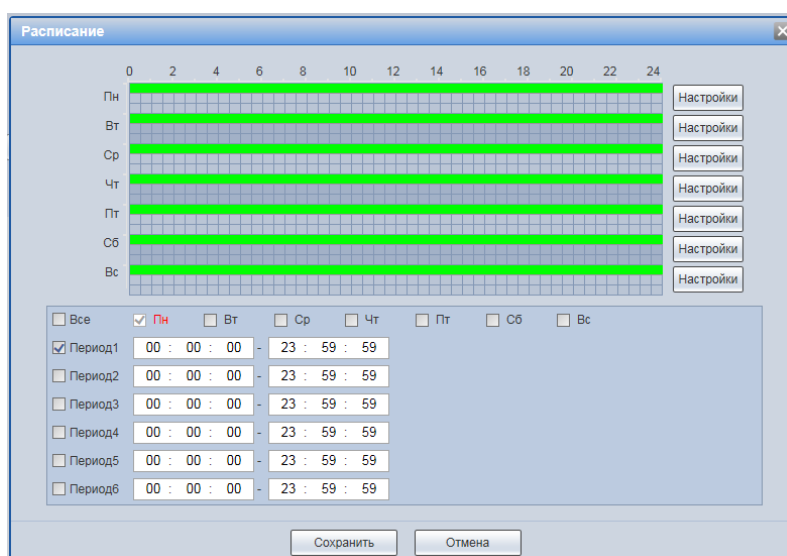 Расписание
0 2 4 6 8 10 12 14 16 18 20 22 24
Пн Настройки
Вт Настройки
Ср Настройки
Чт Настройки
Пт Настройки
Сб Настройки
Вс Настройки
Все Пн Вт Ср Чт Пт Сб Вс
Период1 00 : 00 : 00 - 23 : 59 : 59
Период2 00 : 00 : 00 - 23 : 59 : 59
Период3 00 : 00 : 00 - 23 : 59 : 59
Период4 00 : 00 : 00 - 23 : 59 : 59
Период5 00 : 00 : 00 - 23 : 59 : 59
Период6 00 : 00 : 00 - 23 : 59 : 59
Сохранить Отмена